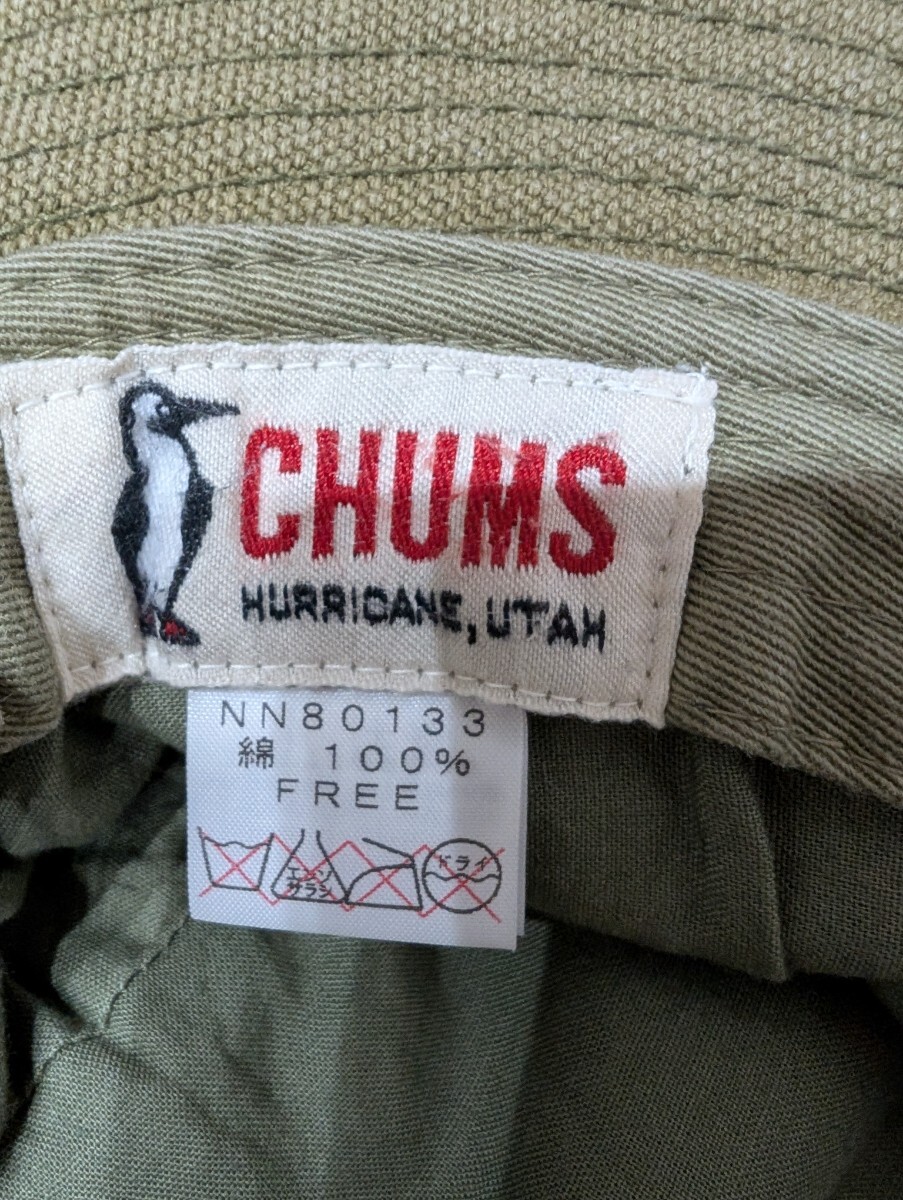 CHUMS
HURRICANE, UTAH
NN80133
綿 100%
FREE
エンソ サラシ ドライ